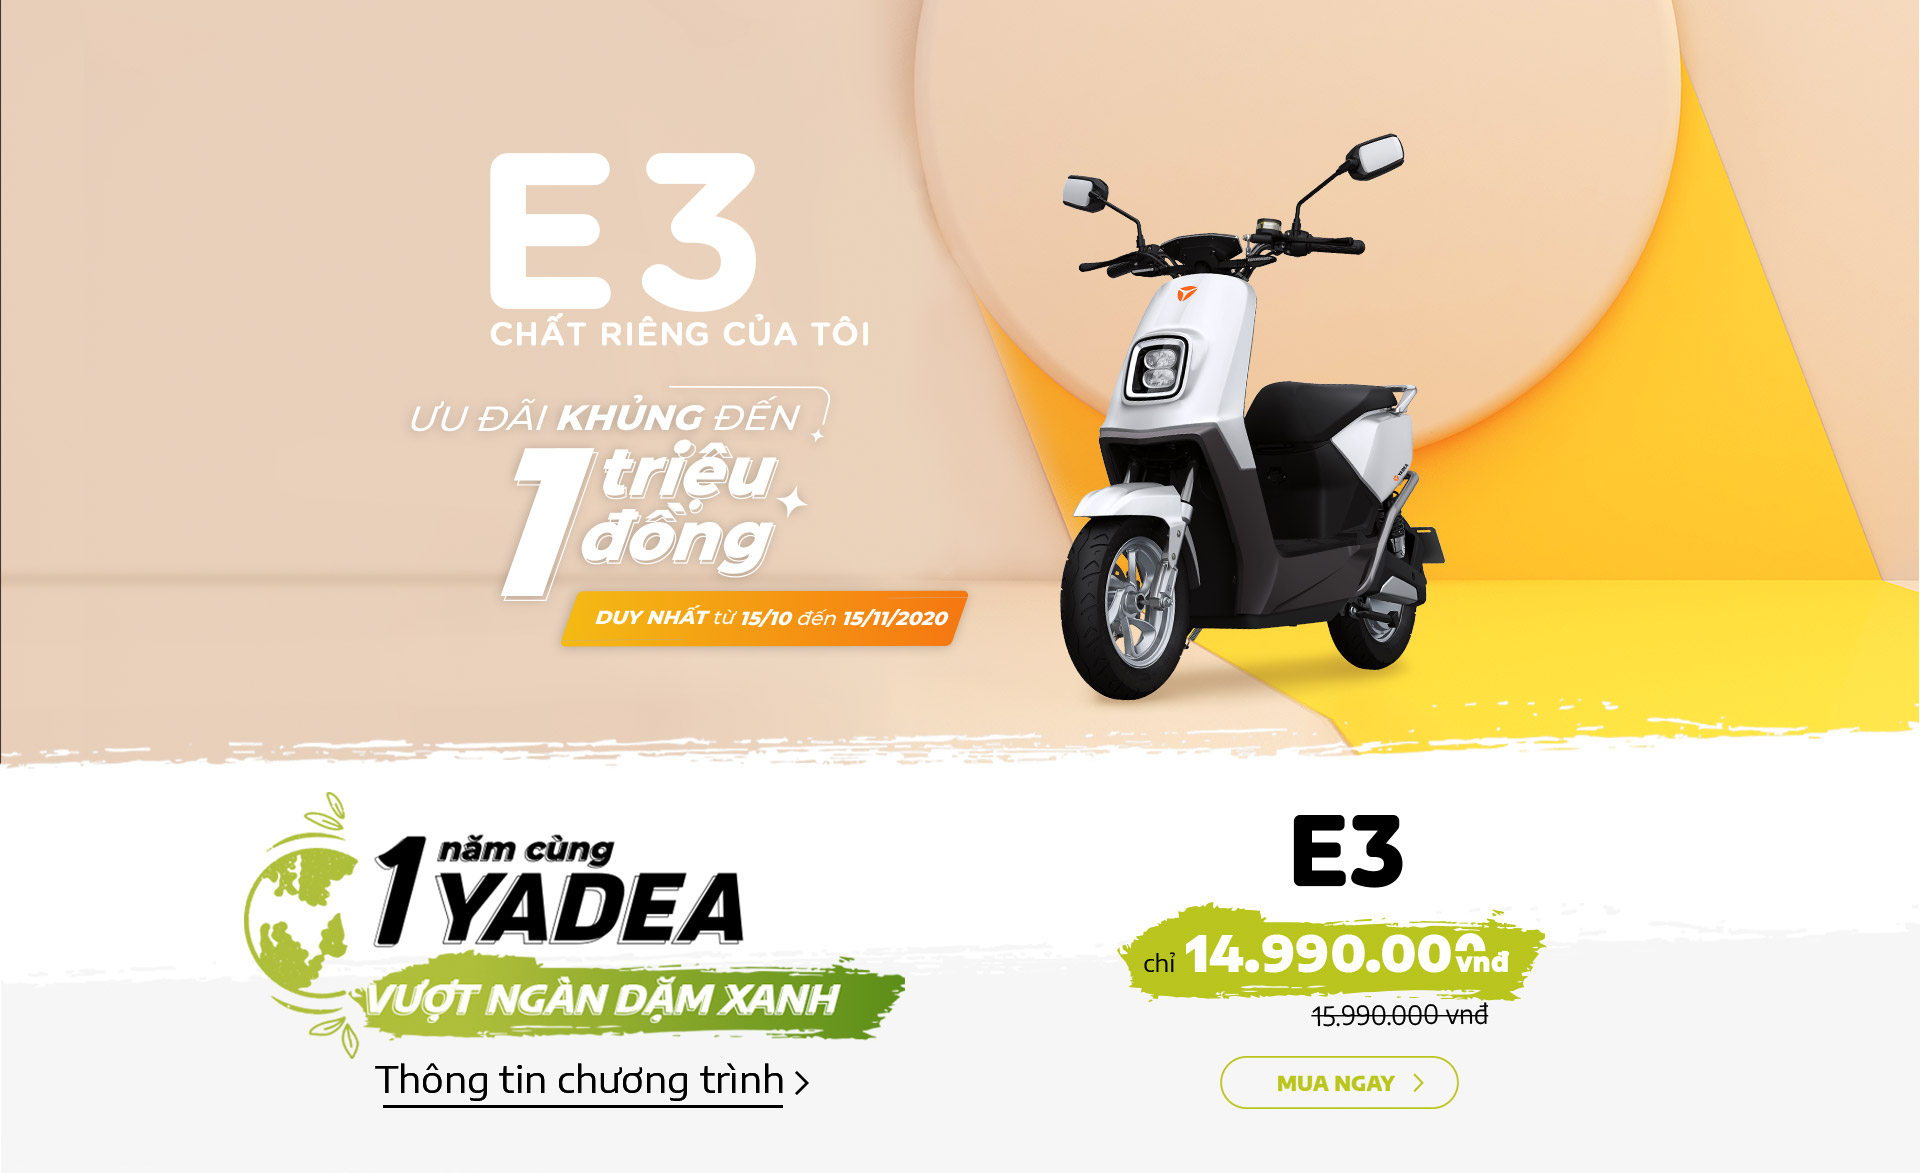 E3
CHẤT RIÊNG CỦA TÔI
ƯU ĐÃI KHỦNG ĐẾN
1 triệu
đồng
DUY NHẤT từ 15/10 đến 15/11/2020
1 năm cùng
YADEA
VƯỢT NGÀN DẶM XANH
Thông tin chương trình >
E3
chỉ 14.990.000 vnđ
15.990.000 vnđ
MUA NGAY >